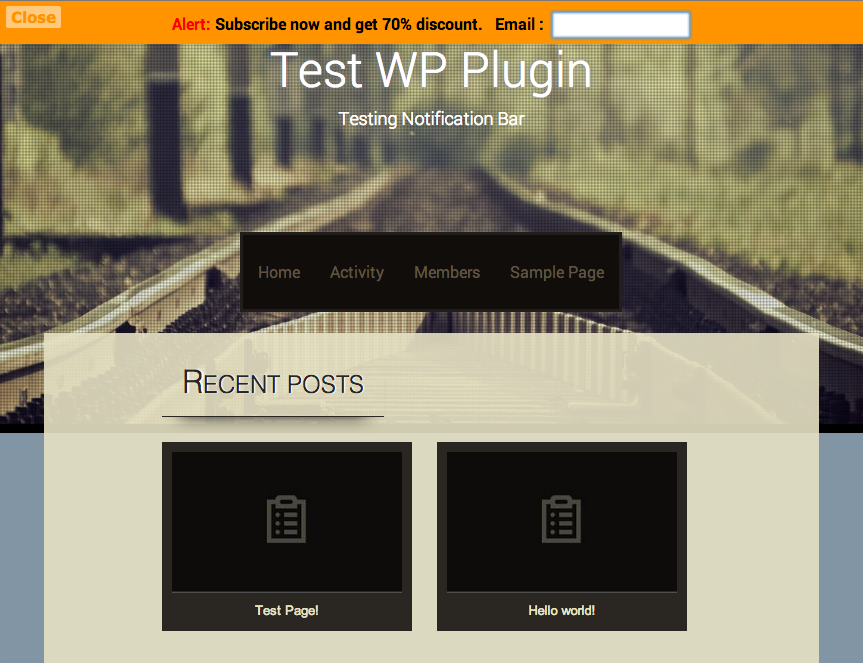 Close
Alert: Subscribe now and get 70% discount. Email :
Test WP Plugin
Testing Notification Bar
Home Activity Members Sample Page
RECENT POSTS
Test Page!
Hello world!